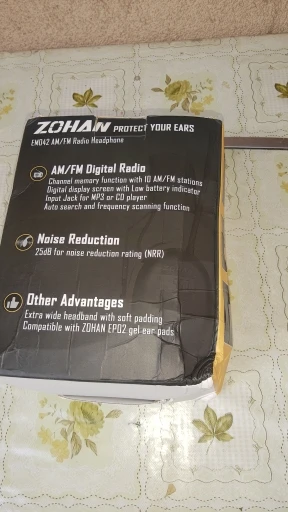 ZOHAN PROTECT YOUR EARS
EM042 AM/FM Radio Headphone
AM/FM Digital Radio
Channel memory function with 10 AM/FM stations
Digital display screen with Low battery indicator
Input Jack for MP3 or CD player
Auto search and frequency scanning function
Noise Reduction
25dB for noise reduction rating (NRR)
Other Advantages
Extra wide headband with soft padding
Compatible with ZOHAN EP02 gel ear pads